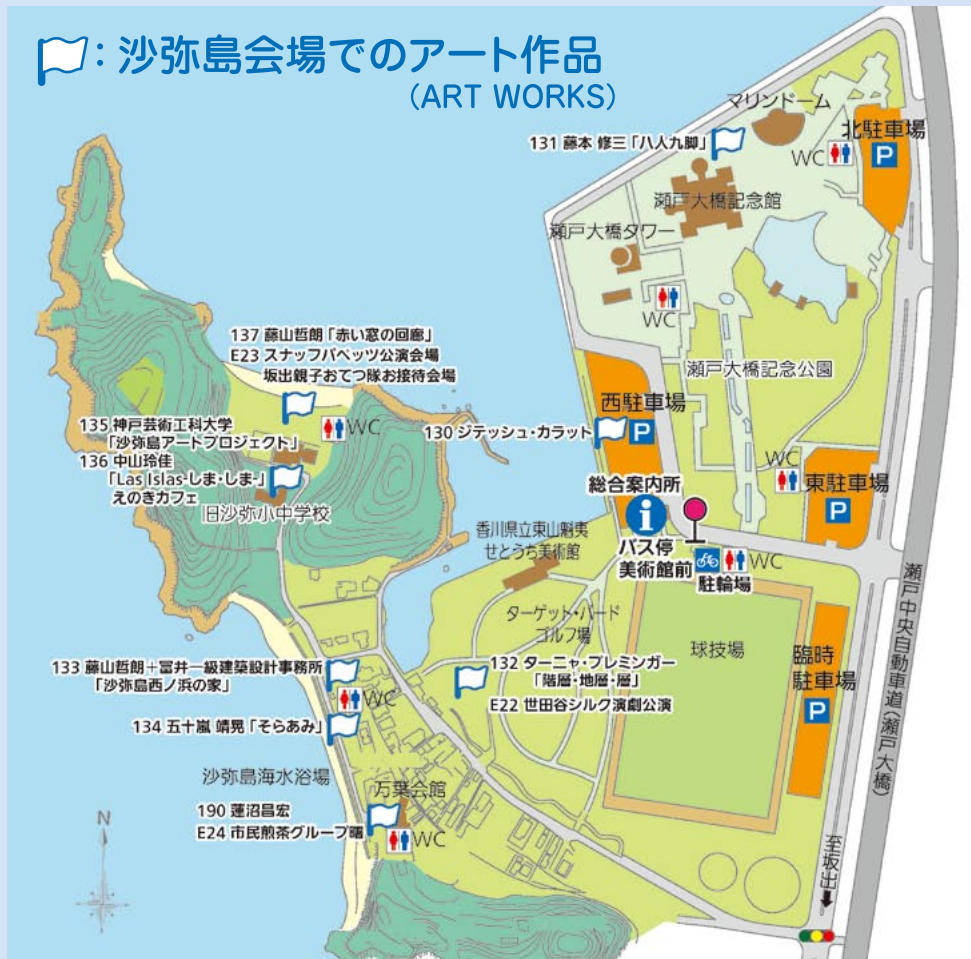 ：沙弥島会場でのアート作品
（ART WORKS）
マリンドーム
北駐車場
131 藤本 修三「八人九脚」
WC
P
瀬戸大橋記念館
瀬戸大橋タワー
WC
137 藤山哲朗「赤い窓の回廊」
E23 スナッフパペッツ公演会場
坂出親子おてつ隊お接待会場
瀬戸大橋記念公園
西駐車場
135 神戸芸術工科大学
「沙弥島アートプロジェクト」
WC
130 ジテッシュ・カラット
P
136 中山玲佳
「Las Islas-しま・しま-」
えのきカフェ
WC
東駐車場
P
旧沙弥小中学校
総合案内所
i
香川県立東山魁夷
せとうち美術館
バス停
美術館前
WC
駐輪場
瀬戸中央自動車道（瀬戸大橋）
ターゲット・バード
ゴルフ場
球技場
臨時
駐車場
P
133 藤山哲朗＋冨井一級建築設計事務所
「沙弥島西ノ浜の家」
WC
132 ターニャ・プレミンガー
「階層・地層・層」
E22 世田谷シルク演劇公演
134 五十嵐 靖晃「そらあみ」
沙弥島海水浴場
万葉会館
190 蓮沼昌宏
E24 市民煎茶グループ曙
WC
N
至坂出